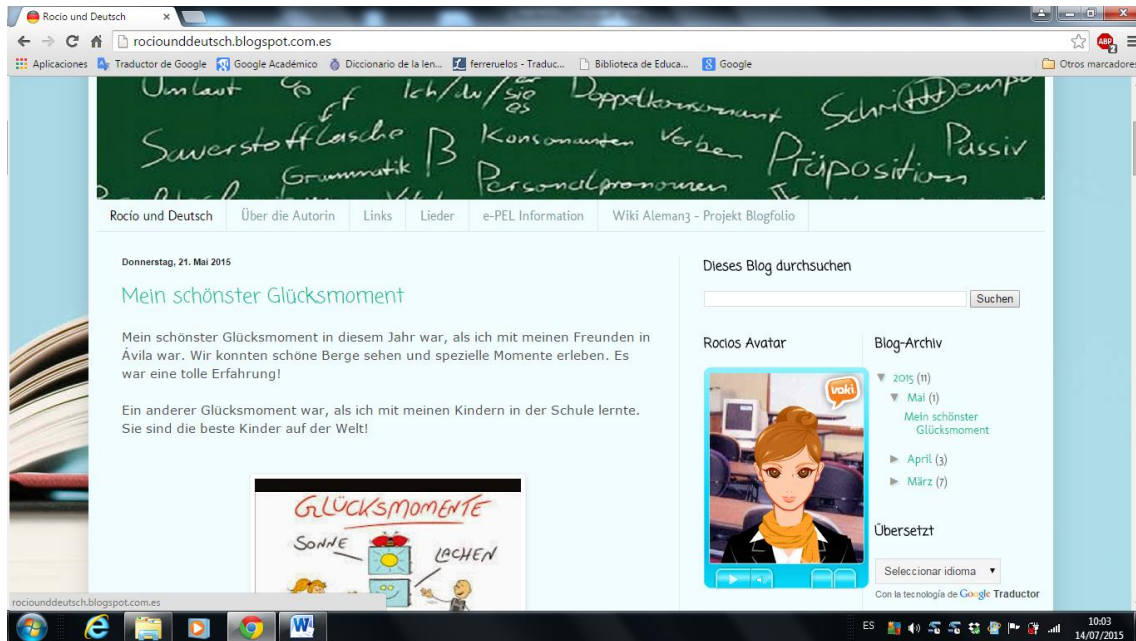 Rocio und Deutsch
rociounddeutsch.blogspot.com.es
ABP
2
Aplicaciones
Traductor de Google
Google Académico
Diccionario de la len...
ferreruelos - Traduc...
Biblioteca de Educa...
Google
Otros marcadores
Umlaut
Ich/du/sie
er
es
Doppelkonsonant
Schrifttempo
Sauerstoffflasche
ß
Konsonanten
Verben
Präposition
Passiv
Grammatik
Personalpronomen
Rocío und Deutsch
Über die Autorin
Links
Lieder
e-PEL Information
Wiki Aleman3 - Projekt Blogfolio
Donnerstag, 21. Mai 2015
Mein schönster Glücksmoment
Mein schönster Glücksmoment in diesem Jahr war, als ich mit meinen Freunden in
Ávila war. Wir konnten schöne Berge sehen und spezielle Momente erleben. Es
war eine tolle Erfahrung!
Ein anderer Glücksmoment war, als ich mit meinen Kindern in der Schule lernte.
Sie sind die beste Kinder auf der Welt!
GLÜCKSMOMENTE
SONNE
LACHEN
Dieses Blog durchsuchen
Suchen
Rocios Avatar
voki
Blog-Archiv
▼ 2015 (11)
▼ Mai (1)
Mein schönster
Glücksmoment
► April (3)
► März (7)
Übersetzt
Seleccionar idioma
Con la tecnología de Google Traductor
rociounddeutsch.blogspot.com.es
ES
10:03
14/07/2015